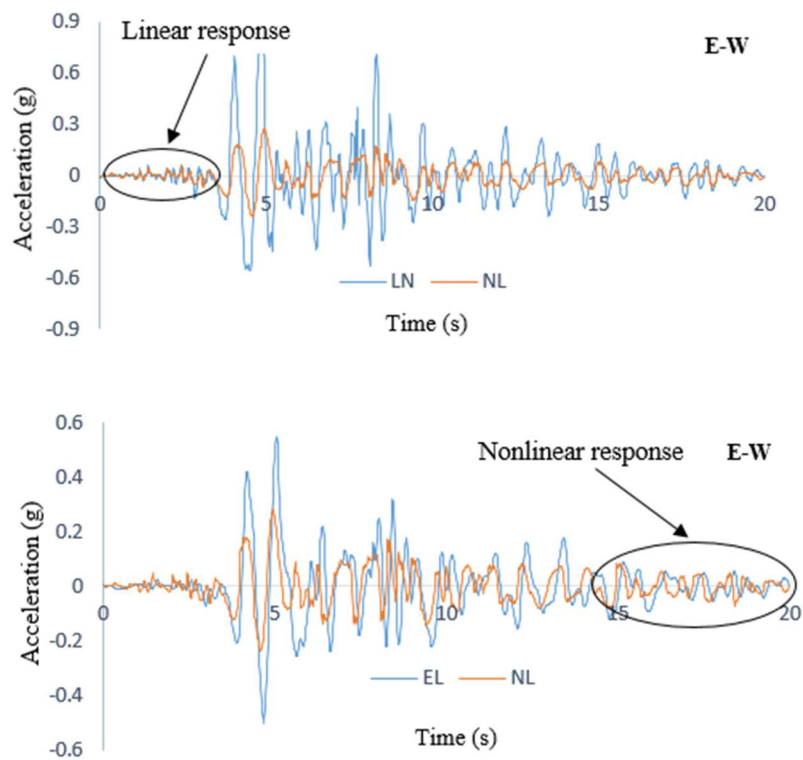 0.9
Linear response
E-W
0.6
0.3
0
-0.3
-0.6
-0.9
Acceleration (g)
0 5 10 15 20
LN NL
Time (s)
0.6
Nonlinear response E-W
0.4
0.2
0
-0.2
-0.4
-0.6
Acceleration (g)
0 5 10 15 20
EL NL
Time (s)